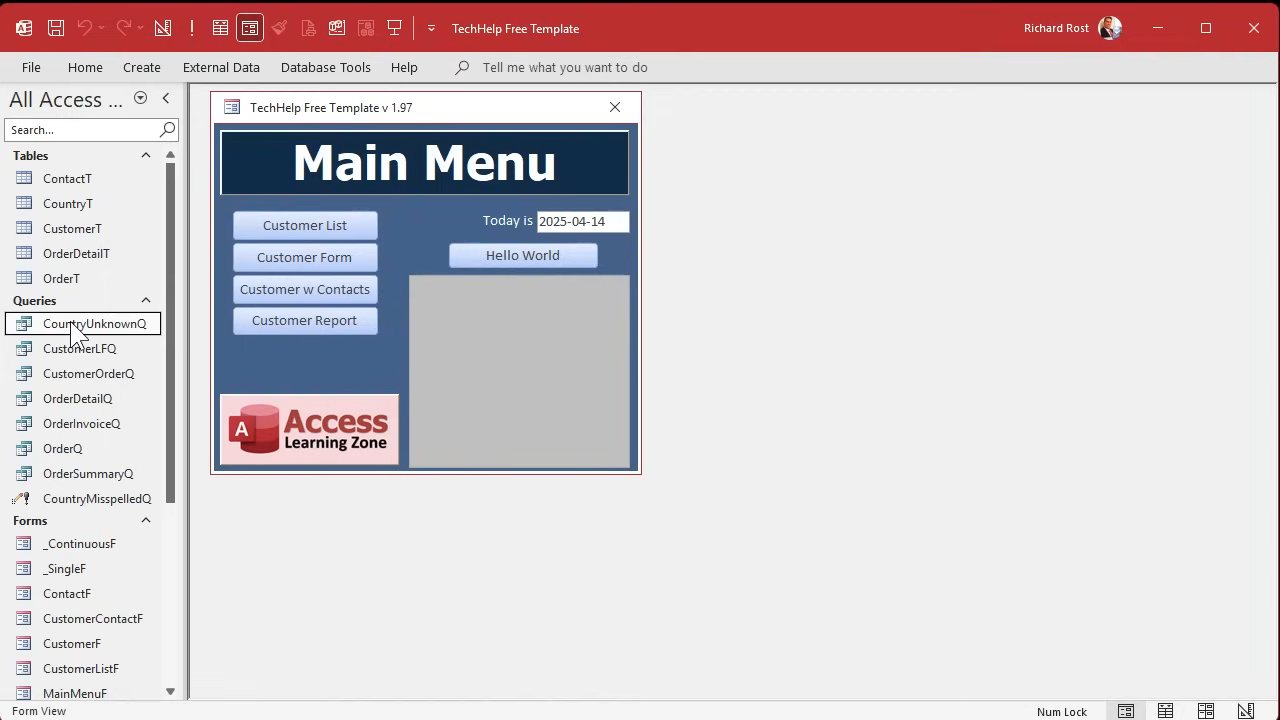 TechHelp Free Template
Richard Rost
File Home Create External Data Database Tools Help Tell me what you want to do
All Access ...
Search...
Tables
ContactT
CountryT
CustomerT
OrderDetailT
OrderT
Queries
CountryUnknownQ
CustomerLFQ
CustomerOrderQ
OrderDetailQ
OrderInvoiceQ
OrderQ
OrderSummaryQ
CountryMisspelledQ
Forms
_ContinuousF
_SingleF
ContactF
CustomerContactF
CustomerF
CustomerListF
MainMenuF
TechHelp Free Template v 1.97
Main Menu
Customer List
Customer Form
Customer w Contacts
Customer Report
Today is 2025-04-14
Hello World
A Access
Learning Zone
Form View
Num Lock